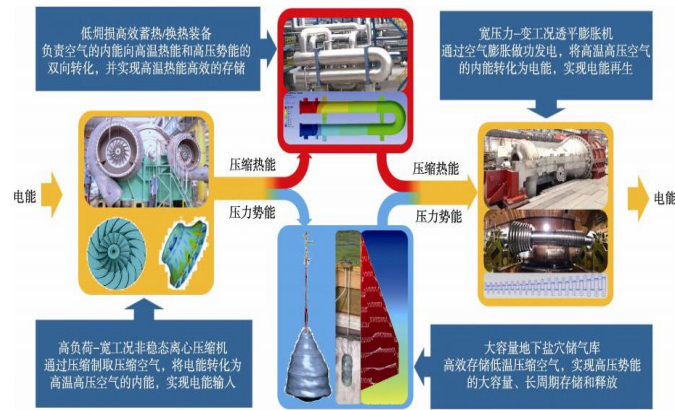 低㶲损高效蓄热/换热装备
负责空气的内能向高温热能和高压势能的
双向转化，并实现高温热能高效的存储
宽压力-变工况透平膨胀机
通过空气膨胀做功发电，将高温高压空气
的内能转化为电能，实现电能再生
电能
压缩热能
压力势能
压缩热能
压力势能
电能
高负荷-宽工况非稳态离心压缩机
通过压缩制取压缩空气，将电能转化为
高温高压空气的内能，实现电能输入
大容量地下盐穴储气库
高效存储低温压缩空气，实现高压势能
的大容量、长周期存储和释放